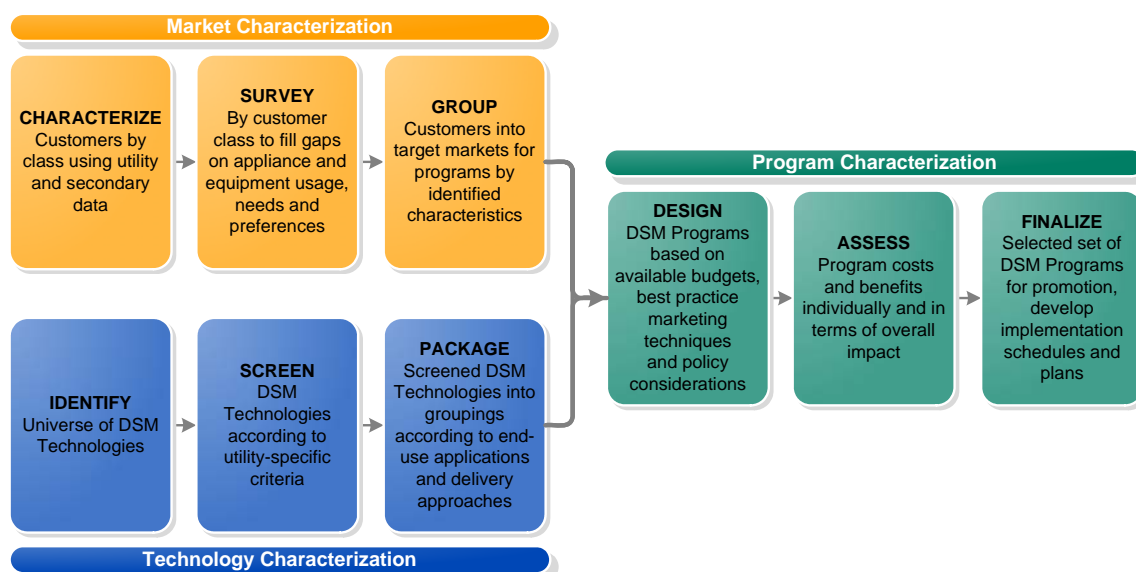 Market Characterization
CHARACTERIZE
Customers by
class using utility
and secondary
data
SURVEY
By customer
class to fill gaps
on appliance and
equipment usage,
needs and
preferences
GROUP
Customers into
target markets for
programs by
identified
characteristics
IDENTIFY
Universe of DSM
Technologies
SCREEN
DSM
Technologies
according to
utility-specific
criteria
PACKAGE
Screened DSM
Technologies into
groupings
according to end-
use applications
and delivery
approaches
Technology Characterization
Program Characterization
DESIGN
DSM Programs
based on
available budgets,
best practice
marketing
techniques
and policy
considerations
ASSESS
Program costs
and benefits
individually and in
terms of overall
impact
FINALIZE
Selected set of
DSM Programs
for promotion,
develop
implementation
schedules and
plans